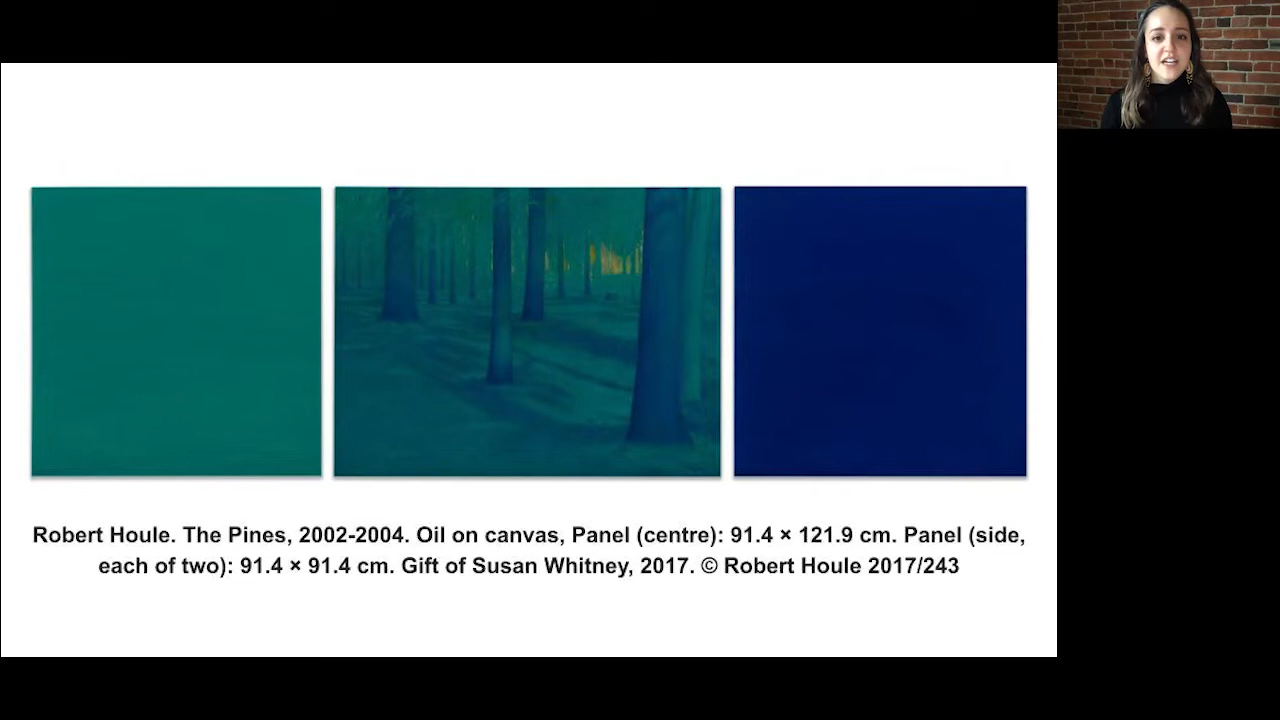 Robert Houle. The Pines, 2002-2004. Oil on canvas, Panel (centre): 91.4 × 121.9 cm. Panel (side,
each of two): 91.4 × 91.4 cm. Gift of Susan Whitney, 2017. © Robert Houle 2017/243